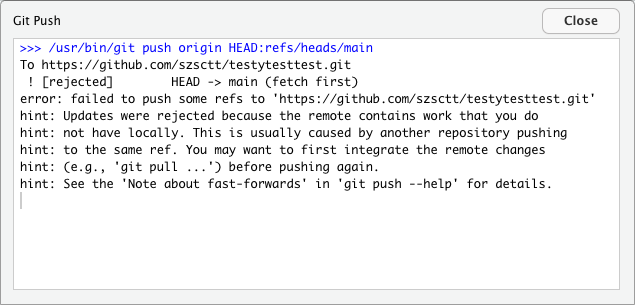 Git Push
Close
>>> /usr/bin/git push origin HEAD:refs/heads/main
To https://github.com/szsctt/testytesttest.git
 ! [rejected]        HEAD -> main (fetch first)
error: failed to push some refs to 'https://github.com/szsctt/testytesttest.git'
hint: Updates were rejected because the remote contains work that you do
hint: not have locally. This is usually caused by another repository pushing
hint: to the same ref. You may want to first integrate the remote changes
hint: (e.g., 'git pull ...') before pushing again.
hint: See the 'Note about fast-forwards' in 'git push --help' for details.